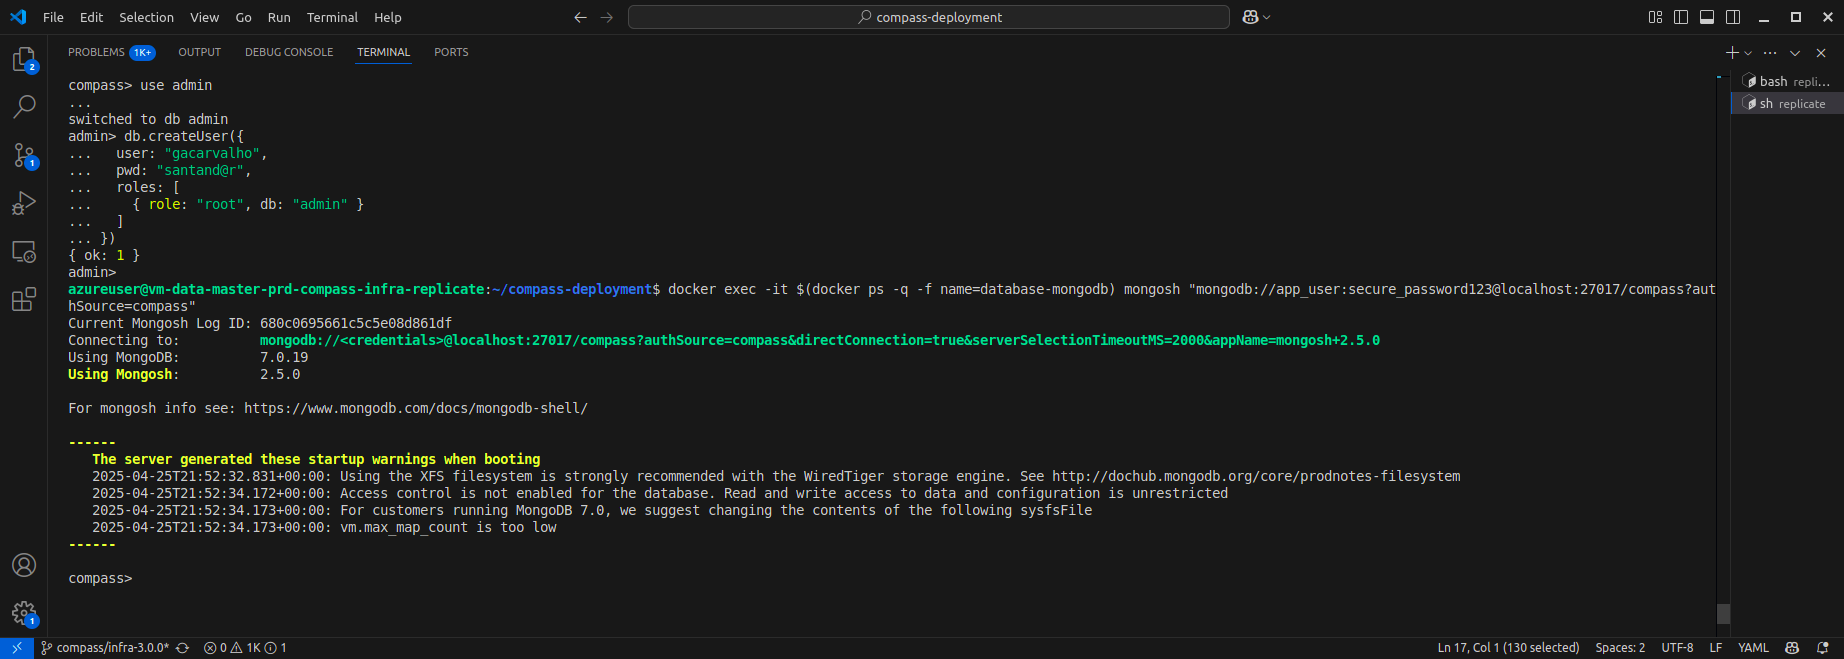 File Edit Selection View Go Run Terminal Help
compass-deployment
PROBLEMS 1K+ OUTPUT DEBUG CONSOLE TERMINAL PORTS
compass> use admin
...
switched to db admin
admin> db.createUser({
...   user: "gacarvalho",
...   pwd: "santand@r",
...   roles: [
...     { role: "root", db: "admin" }
...   ]
... })
{ ok: 1 }
admin>
azureuser@vm-data-master-prd-compass-infra-replicate:~/compass-deployment$ docker exec -it $(docker ps -q -f name=database-mongodb) mongosh "mongodb://app_user:secure_password123@localhost:27017/compass?aut
hSource=compass"
Current Mongosh Log ID: 680c0695661c5c5e08d861df
Connecting to: mongodb://<credentials>@localhost:27017/compass?authSource=compass&directConnection=true&serverSelectionTimeoutMS=2000&appName=mongosh+2.5.0
Using MongoDB: 7.0.19
Using Mongosh: 2.5.0
For mongosh info see: https://www.mongodb.com/docs/mongodb-shell/
------
The server generated these startup warnings when booting
2025-04-25T21:52:32.831+00:00: Using the XFS filesystem is strongly recommended with the WiredTiger storage engine. See http://dochub.mongodb.org/core/prodnotes-filesystem
2025-04-25T21:52:34.172+00:00: Access control is not enabled for the database. Read and write access to data and configuration is unrestricted
2025-04-25T21:52:34.173+00:00: For customers running MongoDB 7.0, we suggest changing the contents of the following sysfsFile
2025-04-25T21:52:34.173+00:00: vm.max_map_count is too low
------
compass>
bash repli...
sh replicate
2
1
1
compass/infra-3.0.0* 0 1K 1
Ln 17, Col 1 (130 selected) Spaces: 2 UTF-8 LF YAML